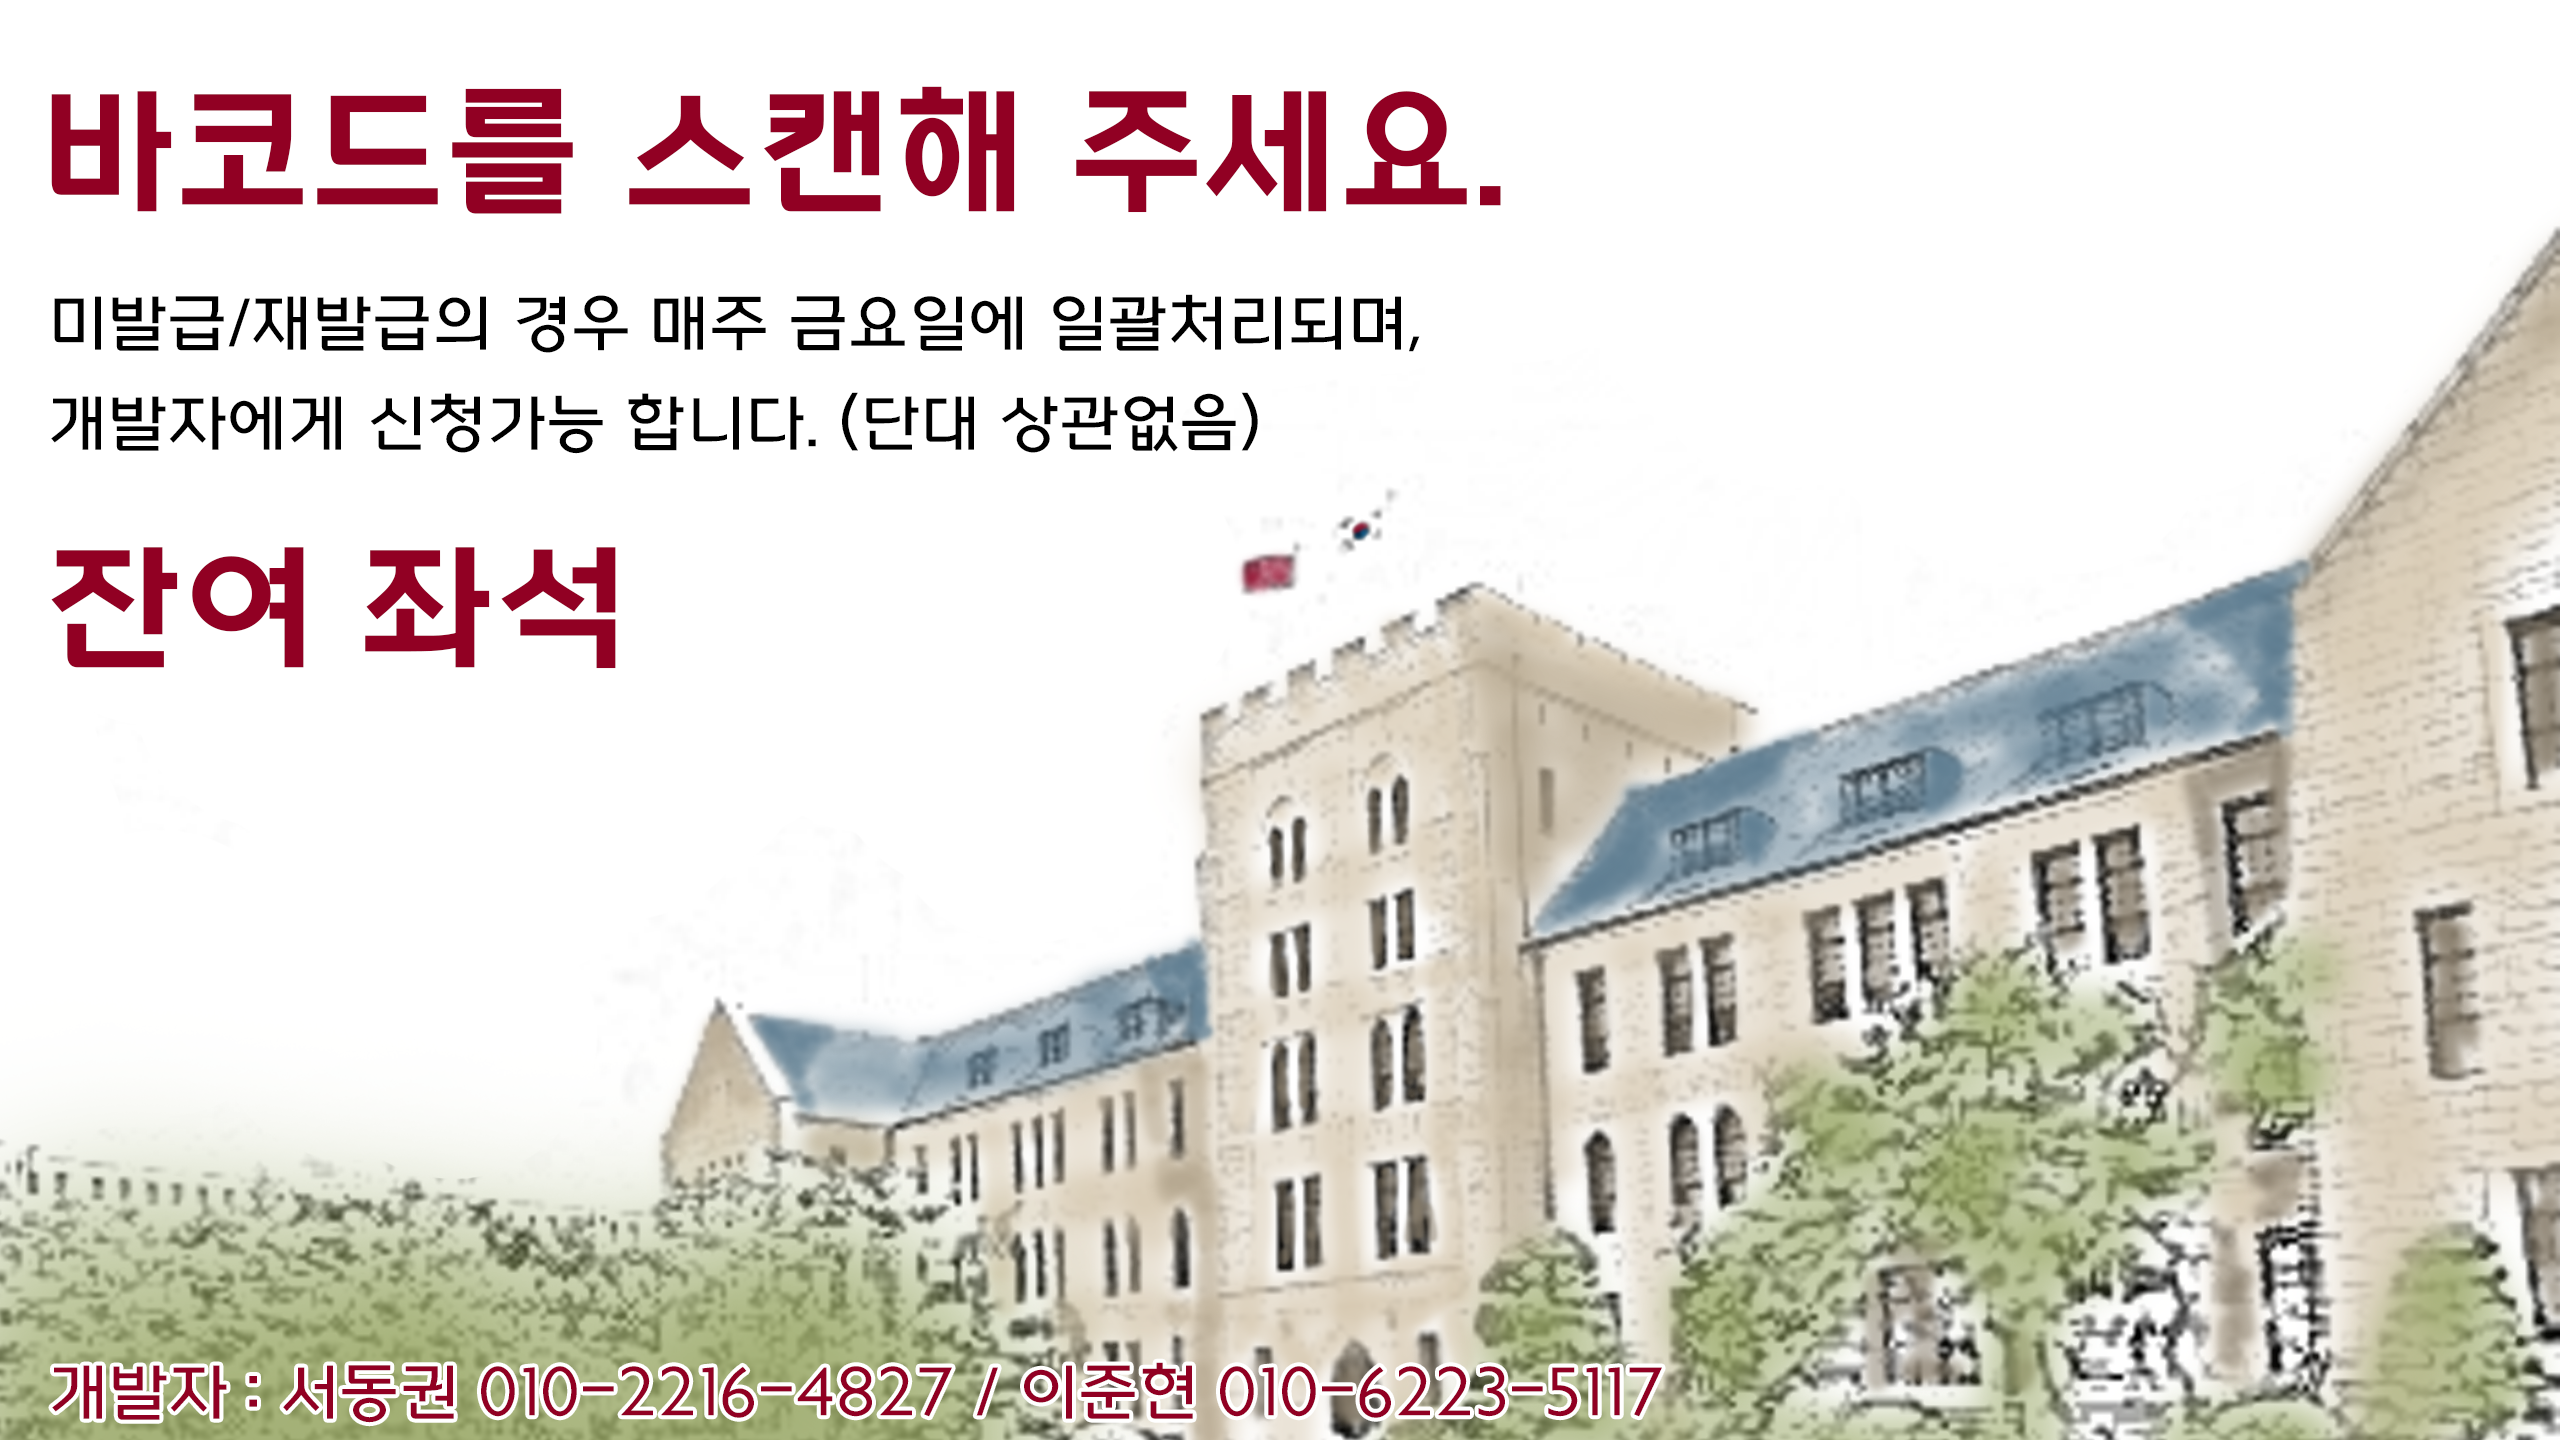 바코드를 스캔해 주세요.
미발급/재발급의 경우 매주 금요일에 일괄처리되며,
개발자에게 신청가능 합니다. (단대 상관없음)
잔여 좌석
개발자 : 서동권 010-2216-4827 / 이준현 010-6223-5117